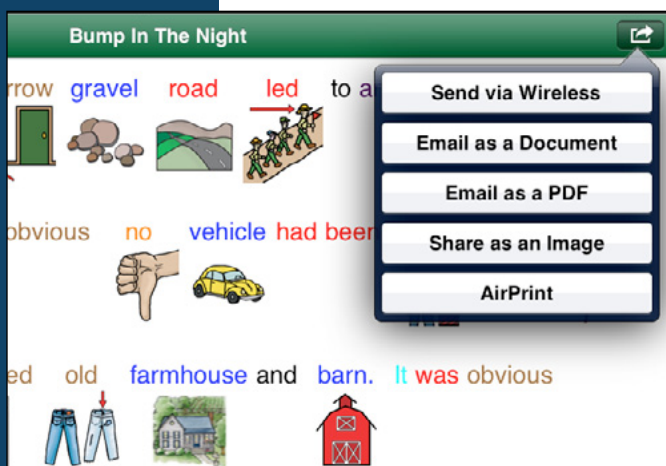 Bump In The Night
rrow gravel road led to a
Send via Wireless
Email as a Document
Email as a PDF
Share as an Image
AirPrint
obvious no vehicle had been
ed old farmhouse and barn. It was obvious